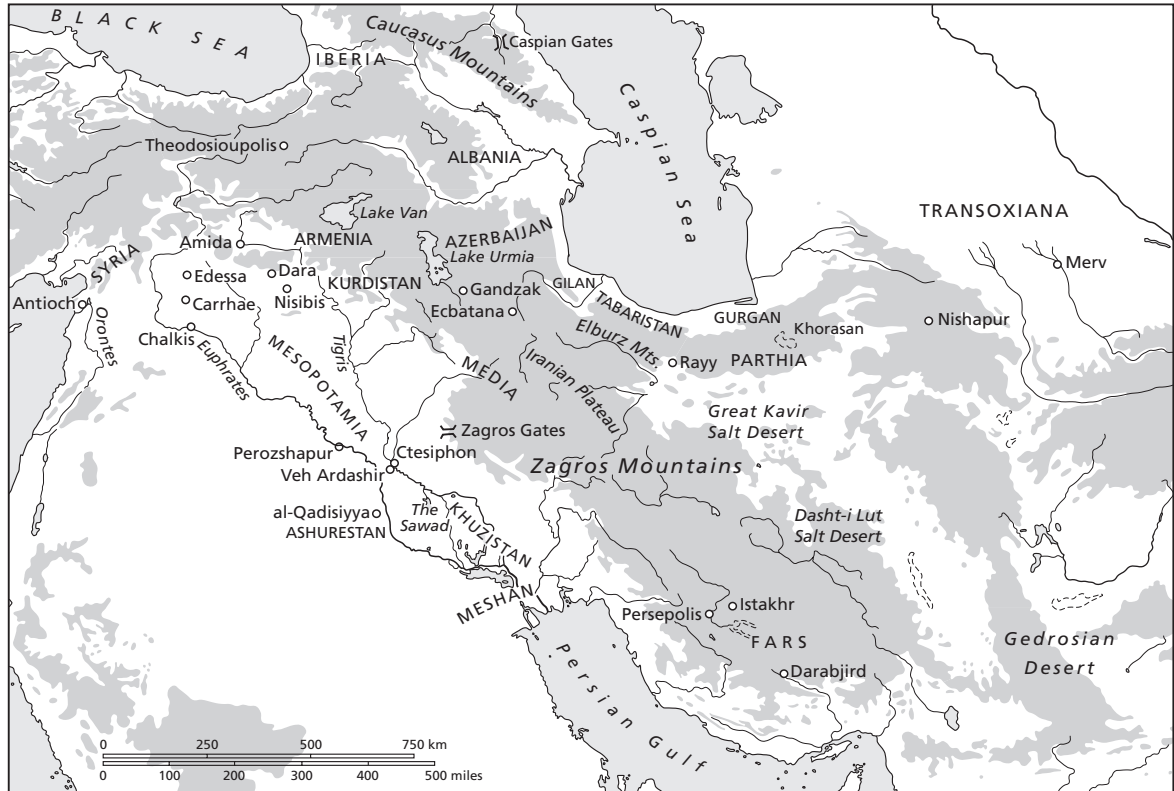 BLACK SEA
Caucasus Mountains
Caspian Gates
IBERIA
Caspian Sea
Theodosioupolis
ALBANIA
Lake Van
TRANSOXIANA
Amida
ARMENIA
AZERBAIJAN
Lake Urmia
SYRIA
Merv
Edessa
Dara
KURDISTAN
GILAN
Gandzak
Antioch
Carrhae
Nisibis
TABARISTAN
Ecbatana
GURGAN
Khorasan
Nishapur
Orontes
Chalkis
Euphrates
MESOPOTAMIA
Tigris
Elburz Mts.
Rayy
PARTHIA
MEDIA
Iranian Plateau
Great Kavir
Salt Desert
Zagros Gates
Perozshapur
Ctesiphon
Veh Ardashir
Zagros Mountains
al-Qadisiyya
ASHURESTAN
The
Sawad
KHUZISTAN
Dasht-i Lut
Salt Desert
MESHAN
Persepolis
Istakhr
FARS
Gedrosian
Desert
Darabjird
Persian Gulf
0 250 500 750 km
0 100 200 300 400 500 miles